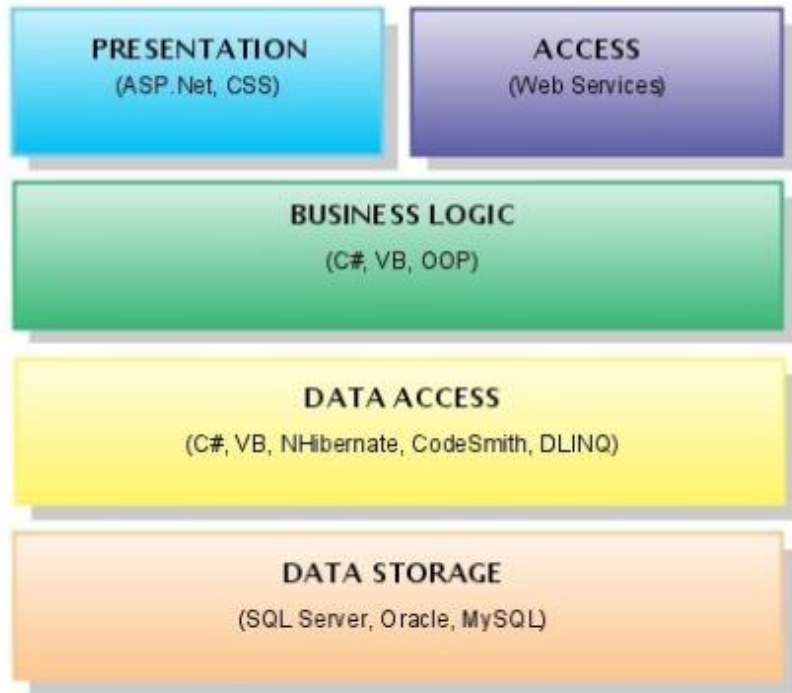 PRESENTATION
(ASP.Net, CSS)
ACCESS
(Web Services)
BUSINESS LOGIC
(C#, VB, OOP)
DATA ACCESS
(C#, VB, NHibernate, CodeSmith, DLINQ)
DATA STORAGE
(SQL Server, Oracle, MySQL)